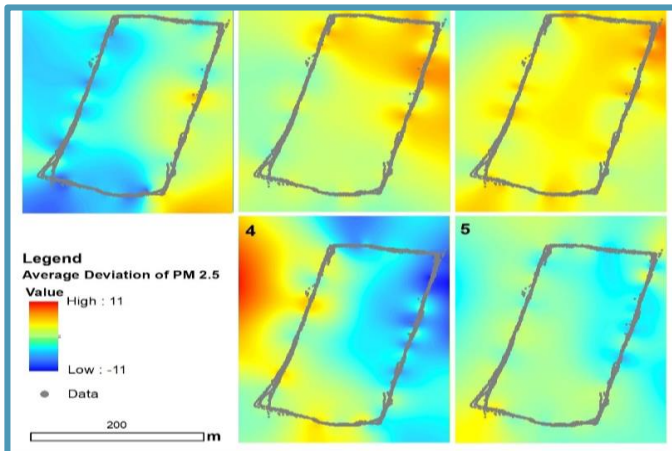 4
5
Legend
Average Deviation of PM 2.5
Value
High : 11
Low : -11
Data
200
m